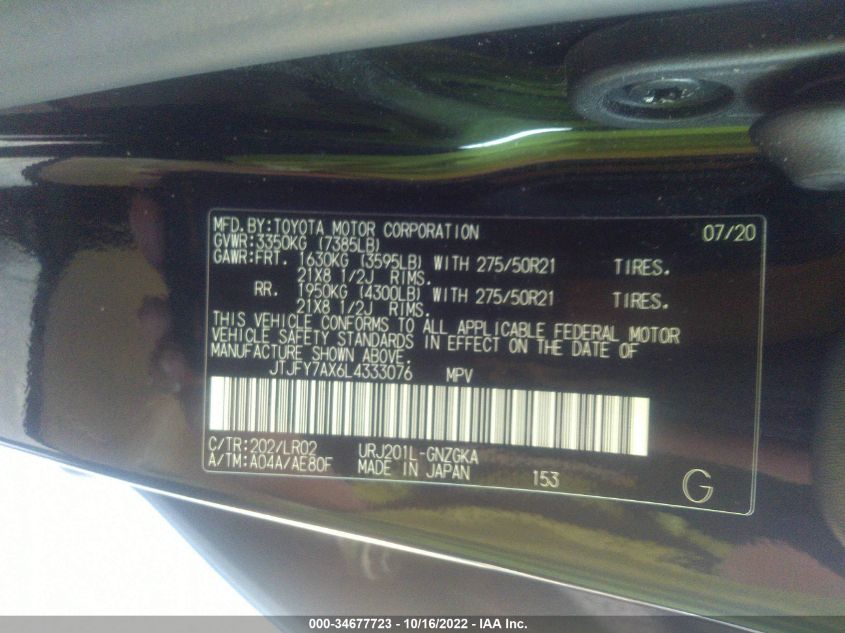 MFD.BY:TOYOTA MOTOR CORPORATION 07/20
GVWR:3350KG (7385LB)
GAWR:FRT. 1630KG (3595LB) WITH 275/50R21 TIRES.
21X8 1/2J RIMS.
RR. 1950KG (4300LB) WITH 275/50R21 TIRES.
21X8 1/2J RIMS.
THIS VEHICLE CONFORMS TO ALL APPLICABLE FEDERAL MOTOR
VEHICLE SAFETY STANDARDS IN EFFECT ON THE DATE OF
MANUFACTURE SHOWN ABOVE.
JTJFY7AX6L4333076 MPV
C/TR:202/LR02 URJ201L-GNZGKA
A/TM:A04A/AE80F MADE IN JAPAN 153 G
000-34677723 - 10/16/2022 - IAA Inc.